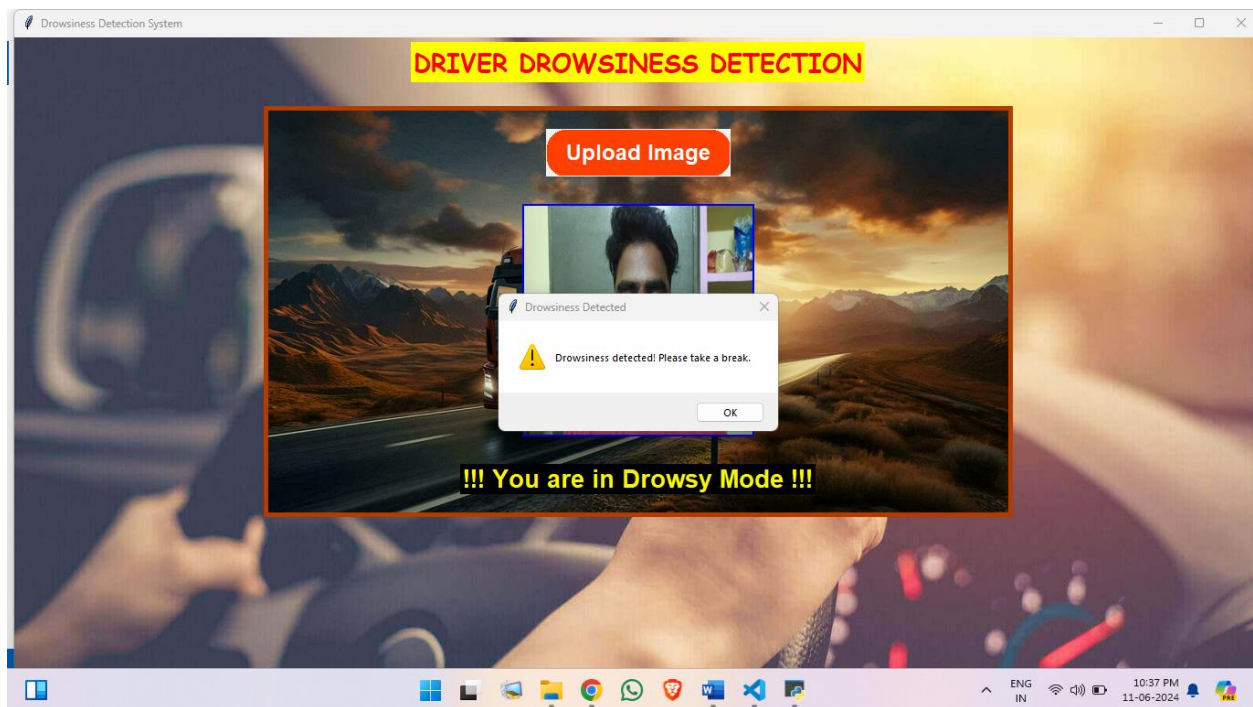 Drowsiness Detection System
DRIVER DROWSINESS DETECTION
Upload Image
Drowsiness Detected
Drowsiness detected! Please take a break.
OK
!!! You are in Drowsy Mode !!!
ENG
IN
10:37 PM
11-06-2024
PRE